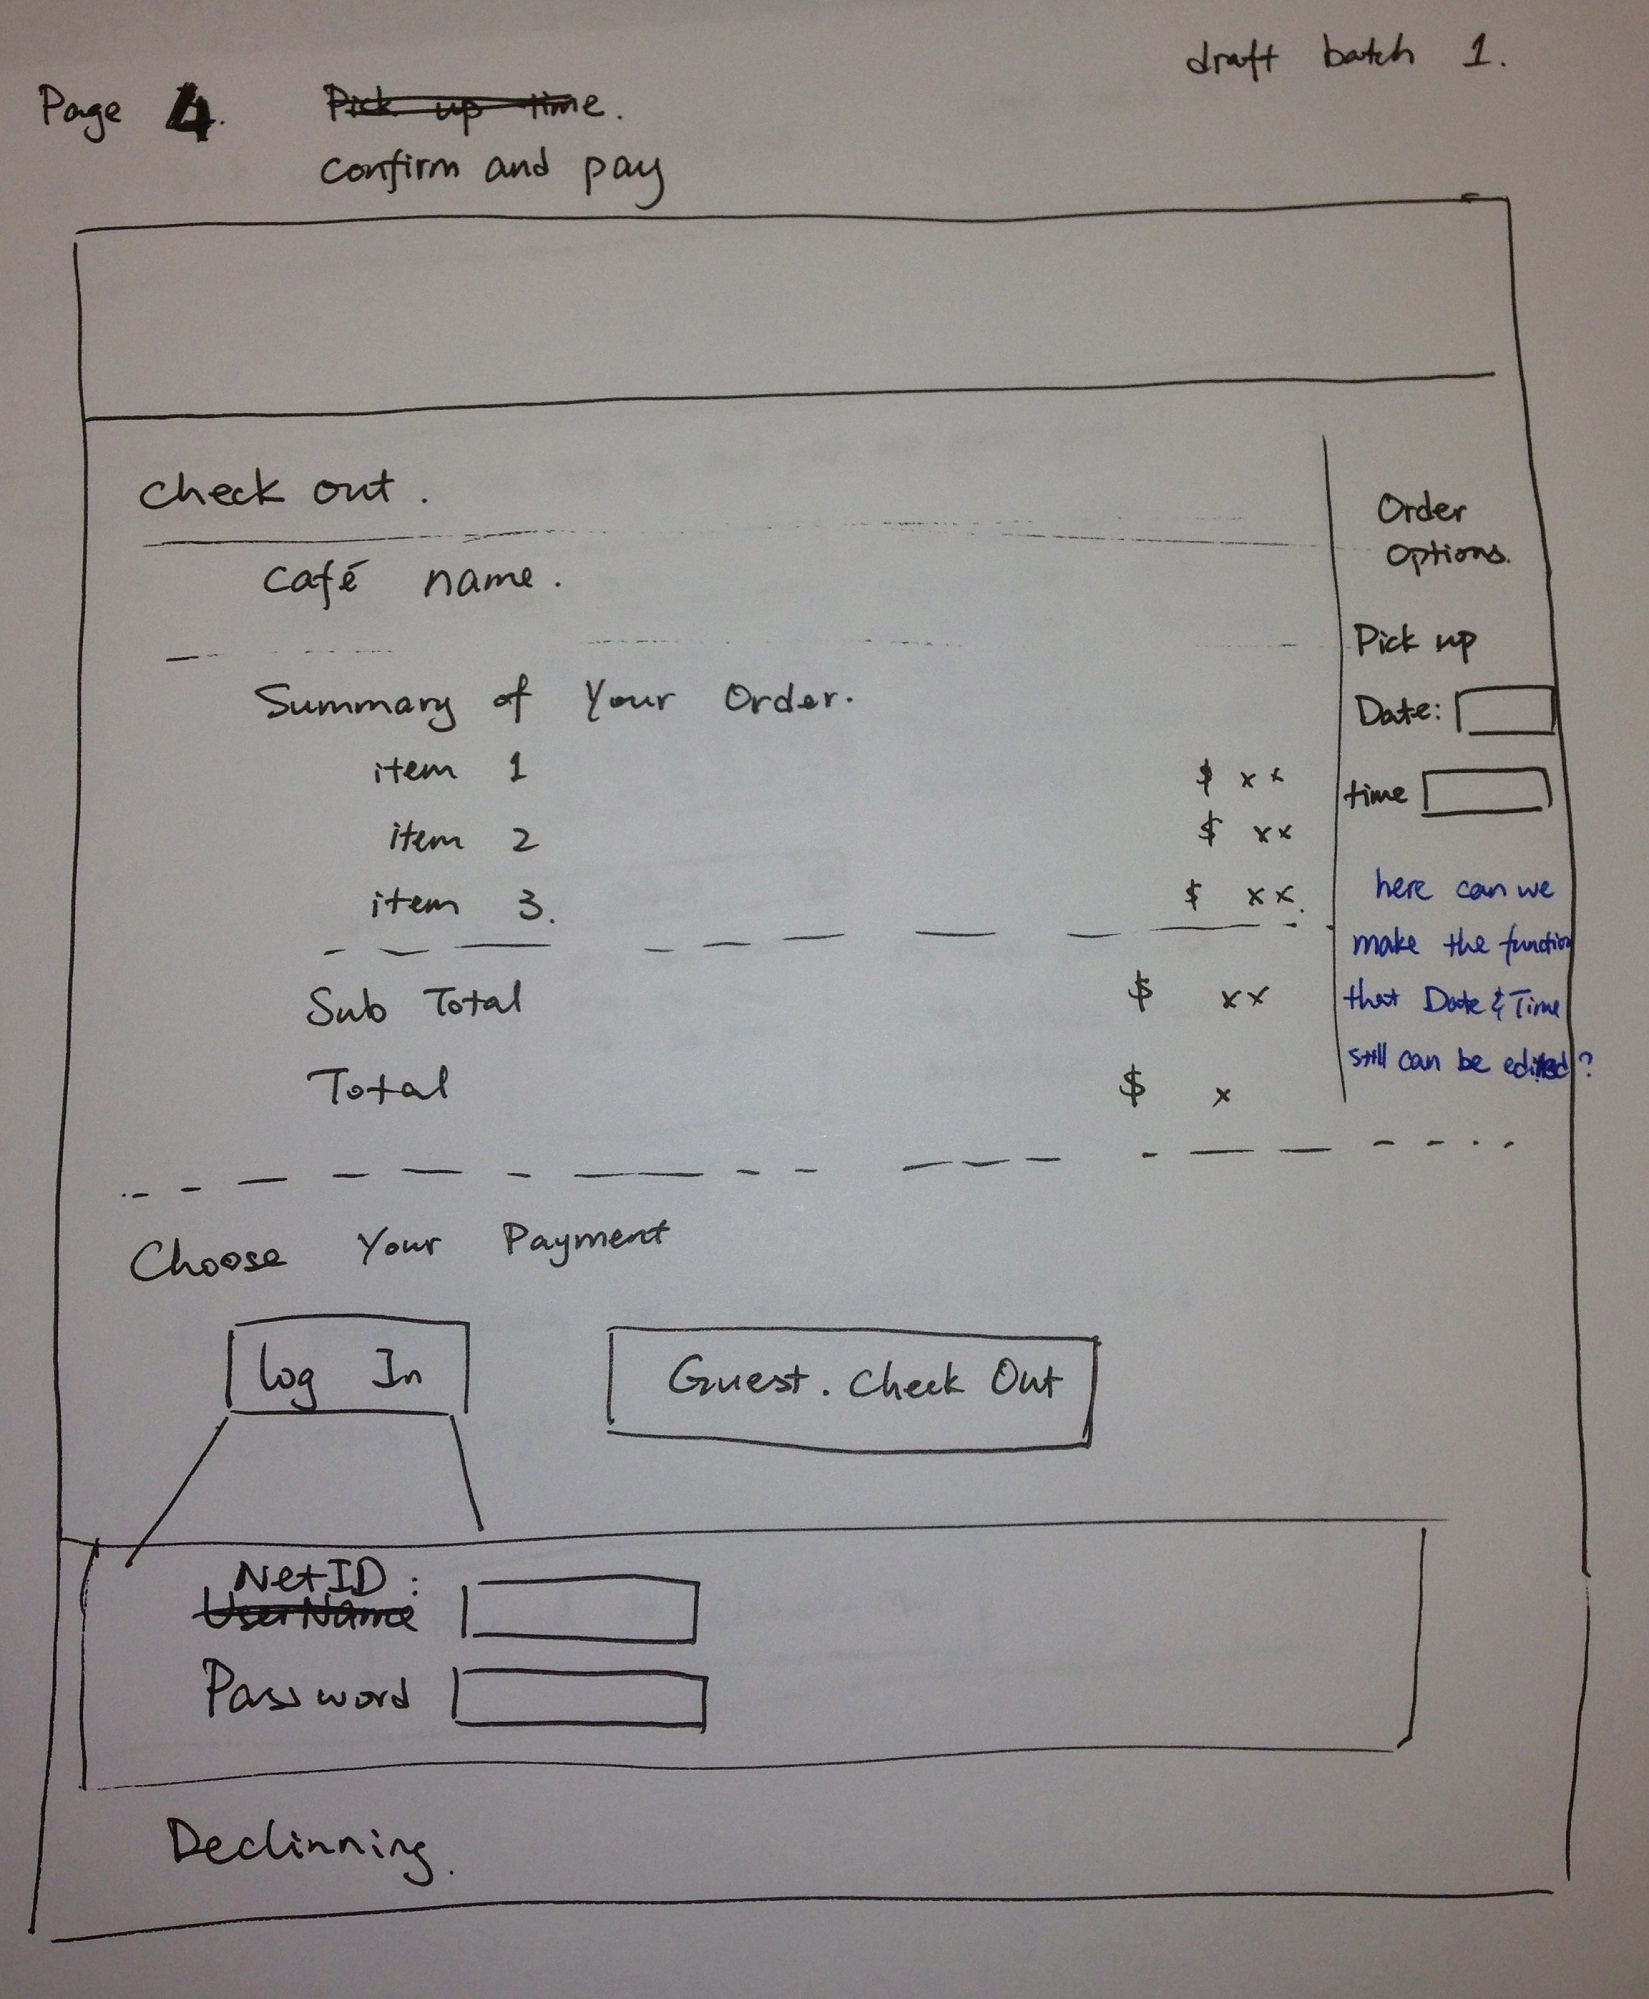 draft batch 1.
Page 4. Pick up time.
confirm and pay
check out.
Order
Options.
Café name.
Pick up
Summary of Your Order.
Date:
item 1 $ xx
time
item 2 $ xx
item 3. $ xx.
here can we
make the function
that Date & Time
still can be edited?
Sub Total $ xx
Total $ x
Choose Your Payment
Log In
Guest. Check Out
NetID :
UserName
Password
Declinning.